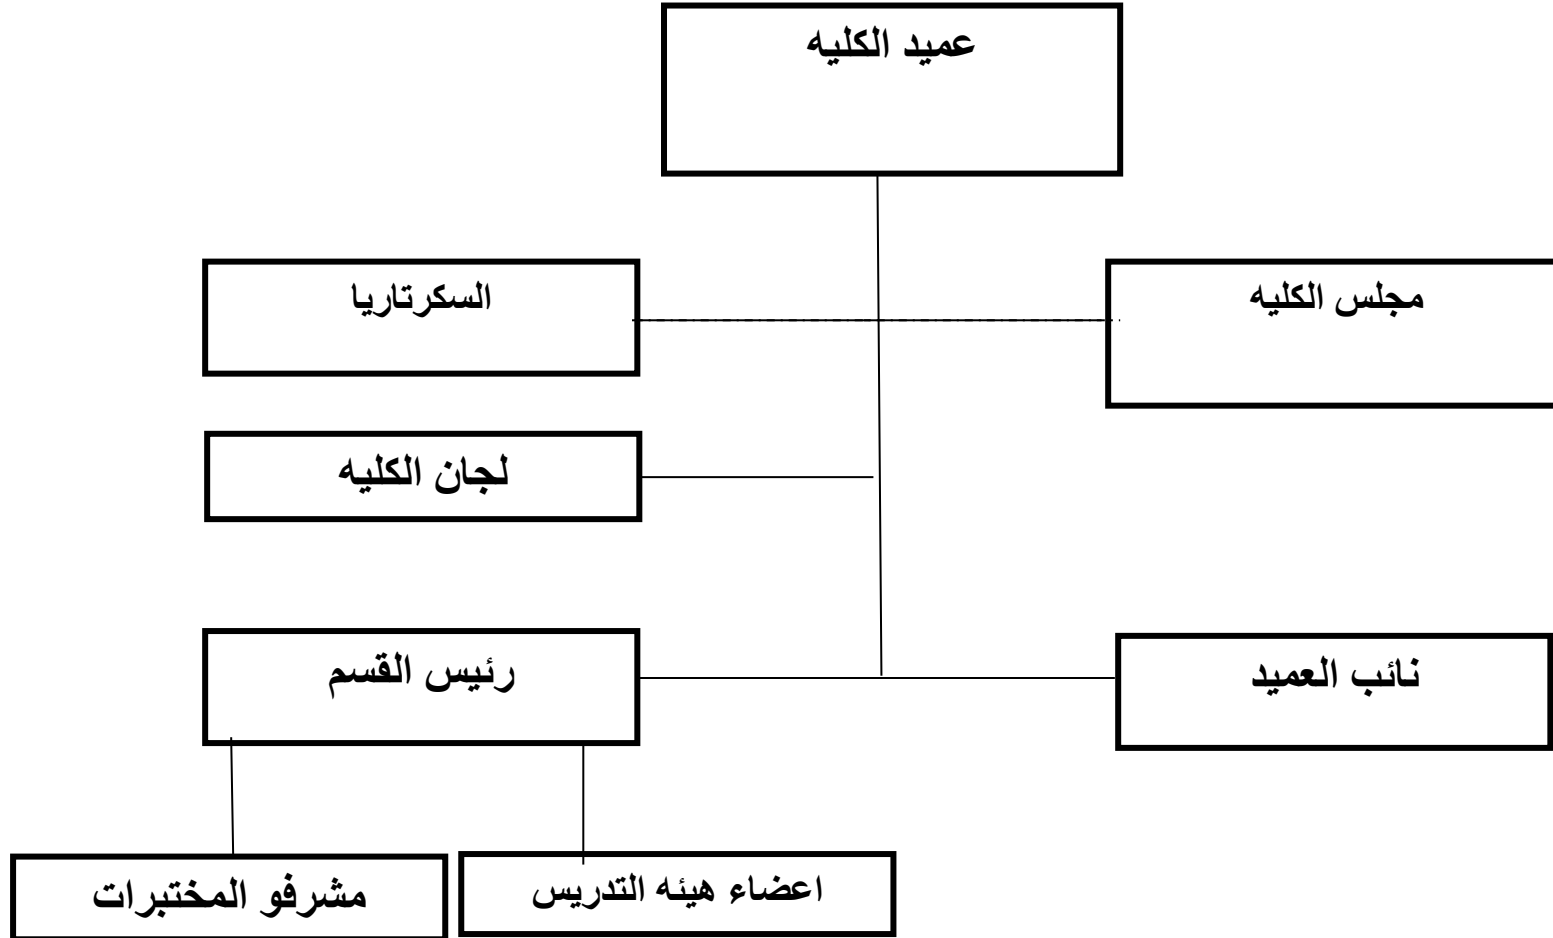 عميد الكليه
مجلس الكليه
السكرتاريا
لجان الكليه
نائب العميد
رئيس القسم
اعضاء هيئه التدريس
مشرفو المختبرات